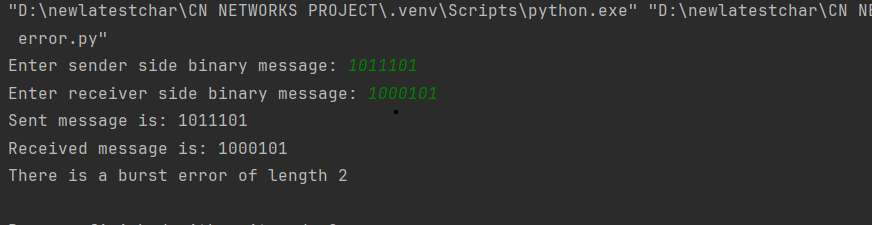 "D:\newlatestchar\CN NETWORKS PROJECT\.venv\Scripts\python.exe" "D:\newlatestchar\CN NE
error.py"
Enter sender side binary message: 1011101
Enter receiver side binary message: 1000101
Sent message is: 1011101
Received message is: 1000101
There is a burst error of length 2